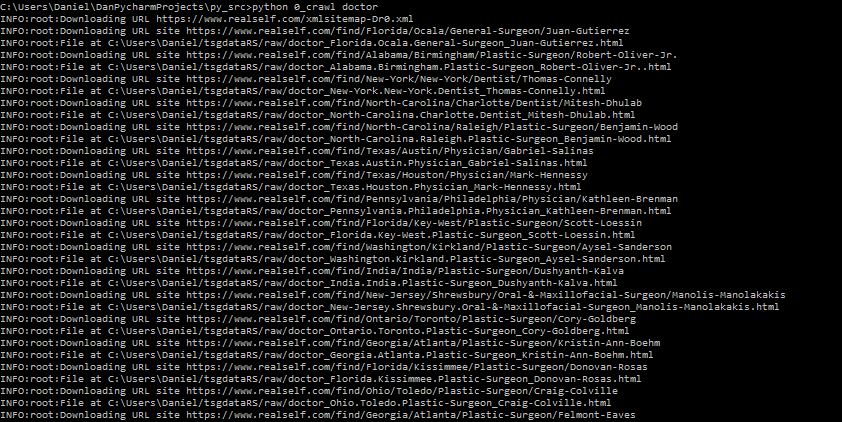 C:\Users\Daniel\DanPycharmProjects\py_src>python 0_crawl doctor
INFO:root:Downloading URL https://www.realself.com/xmlsitemap-Dr0.xml
INFO:root:Downloading URL site https://www.realself.com/find/Florida/Ocala/General-Surgeon/Juan-Gutierrez
INFO:root:File at C:\Users\Daniel/tsgdataRS/raw/doctor_Florida.Ocala.General-Surgeon_Juan-Gutierrez.html
INFO:root:Downloading URL site https://www.realself.com/find/Alabama/Birmingham/Plastic-Surgeon/Robert-Oliver-Jr.
INFO:root:File at C:\Users\Daniel/tsgdataRS/raw/doctor_Alabama.Birmingham.Plastic-Surgeon_Robert-Oliver-Jr..html
INFO:root:Downloading URL site https://www.realself.com/find/New-York/New-York/Dentist/Thomas-Connelly
INFO:root:File at C:\Users\Daniel/tsgdataRS/raw/doctor_New-York.New-York.Dentist_Thomas-Connelly.html
INFO:root:Downloading URL site https://www.realself.com/find/North-Carolina/Charlotte/Dentist/Mitesh-Dhulab
INFO:root:File at C:\Users\Daniel/tsgdataRS/raw/doctor_North-Carolina.Charlotte.Dentist_Mitesh-Dhulab.html
INFO:root:Downloading URL site https://www.realself.com/find/North-Carolina/Raleigh/Plastic-Surgeon/Benjamin-Wood
INFO:root:File at C:\Users\Daniel/tsgdataRS/raw/doctor_North-Carolina.Raleigh.Plastic-Surgeon_Benjamin-Wood.html
INFO:root:Downloading URL site https://www.realself.com/find/Texas/Austin/Physician/Gabriel-Salinas
INFO:root:File at C:\Users\Daniel/tsgdataRS/raw/doctor_Texas.Austin.Physician_Gabriel-Salinas.html
INFO:root:Downloading URL site https://www.realself.com/find/Texas/Houston/Physician/Mark-Hennessy
INFO:root:File at C:\Users\Daniel/tsgdataRS/raw/doctor_Texas.Houston.Physician_Mark-Hennessy.html
INFO:root:Downloading URL site https://www.realself.com/find/Pennsylvania/Philadelphia/Physician/Kathleen-Brenman
INFO:root:File at C:\Users\Daniel/tsgdataRS/raw/doctor_Pennsylvania.Philadelphia.Physician_Kathleen-Brenman.html
INFO:root:Downloading URL site https://www.realself.com/find/Florida/Key-West/Plastic-Surgeon/Scott-Loessin
INFO:root:File at C:\Users\Daniel/tsgdataRS/raw/doctor_Florida.Key-West.Plastic-Surgeon_Scott-Loessin.html
INFO:root:Downloading URL site https://www.realself.com/find/Washington/Kirkland/Plastic-Surgeon/Aysel-Sanderson
INFO:root:File at C:\Users\Daniel/tsgdataRS/raw/doctor_Washington.Kirkland.Plastic-Surgeon_Aysel-Sanderson.html
INFO:root:Downloading URL site https://www.realself.com/find/India/India/Plastic-Surgeon/Dushyanth-Kalva
INFO:root:File at C:\Users\Daniel/tsgdataRS/raw/doctor_India.India.Plastic-Surgeon_Dushyanth-Kalva.html
INFO:root:Downloading URL site https://www.realself.com/find/New-Jersey/Shrewsbury/Oral-&-Maxillofacial-Surgeon/Manolis-Manolakakis
INFO:root:File at C:\Users\Daniel/tsgdataRS/raw/doctor_New-Jersey.Shrewsbury.Oral-&-Maxillofacial-Surgeon_Manolis-Manolakakis.html
INFO:root:Downloading URL site https://www.realself.com/find/Ontario/Toronto/Plastic-Surgeon/Cory-Goldberg
INFO:root:File at C:\Users\Daniel/tsgdataRS/raw/doctor_Ontario.Toronto.Plastic-Surgeon_Cory-Goldberg.html
INFO:root:Downloading URL site https://www.realself.com/find/Georgia/Atlanta/Plastic-Surgeon/Kristin-Ann-Boehm
INFO:root:File at C:\Users\Daniel/tsgdataRS/raw/doctor_Georgia.Atlanta.Plastic-Surgeon_Kristin-Ann-Boehm.html
INFO:root:Downloading URL site https://www.realself.com/find/Florida/Kissimmee/Plastic-Surgeon/Donovan-Rosas
INFO:root:File at C:\Users\Daniel/tsgdataRS/raw/doctor_Florida.Kissimmee.Plastic-Surgeon_Donovan-Rosas.html
INFO:root:Downloading URL site https://www.realself.com/find/Ohio/Toledo/Plastic-Surgeon/Craig-Colville
INFO:root:File at C:\Users\Daniel/tsgdataRS/raw/doctor_Ohio.Toledo.Plastic-Surgeon_Craig-Colville.html
INFO:root:Downloading URL site https://www.realself.com/find/Georgia/Atlanta/Plastic-Surgeon/Felmont-Eaves